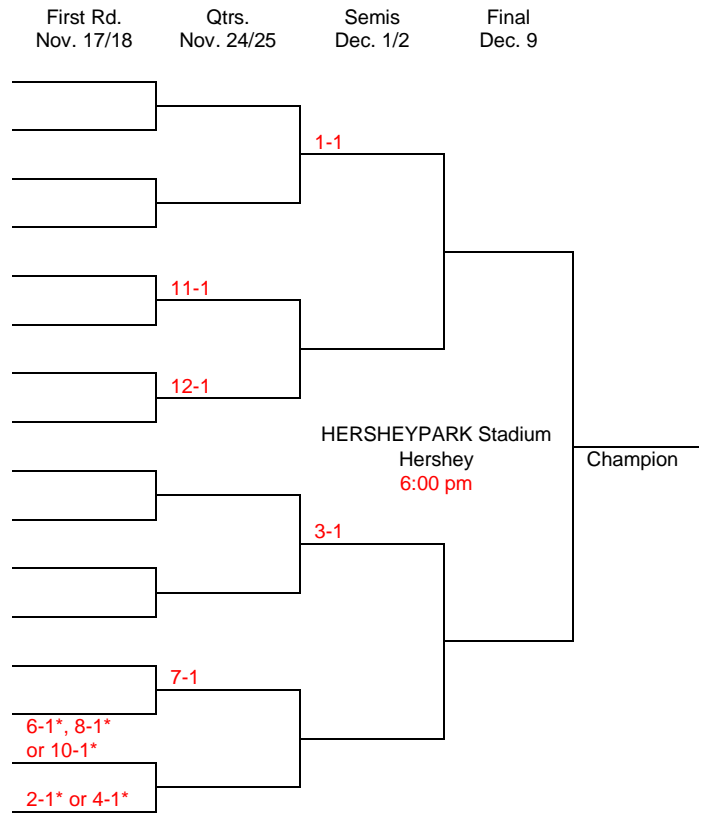 First Rd.
Nov. 17/18
Qtrs.
Nov. 24/25
Semis
Dec. 1/2
Final
Dec. 9
1-1
11-1
12-1
HERSHEYPARK Stadium
Hershey
6:00 pm
Champion
3-1
7-1
6-1*, 8-1*
or 10-1*
2-1* or 4-1*